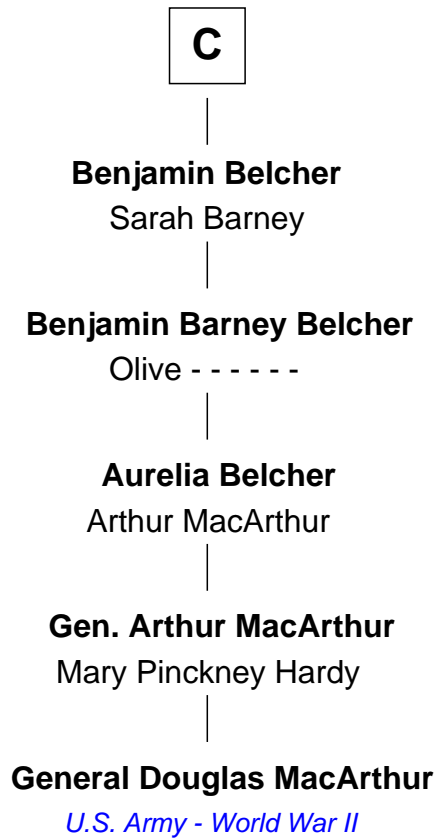 C
Benjamin Belcher
Sarah Barney
Benjamin Barney Belcher
Olive - - - - - -
Aurelia Belcher
Arthur MacArthur
Gen. Arthur MacArthur
Mary Pinckney Hardy
General Douglas MacArthur
U.S. Army - World War II